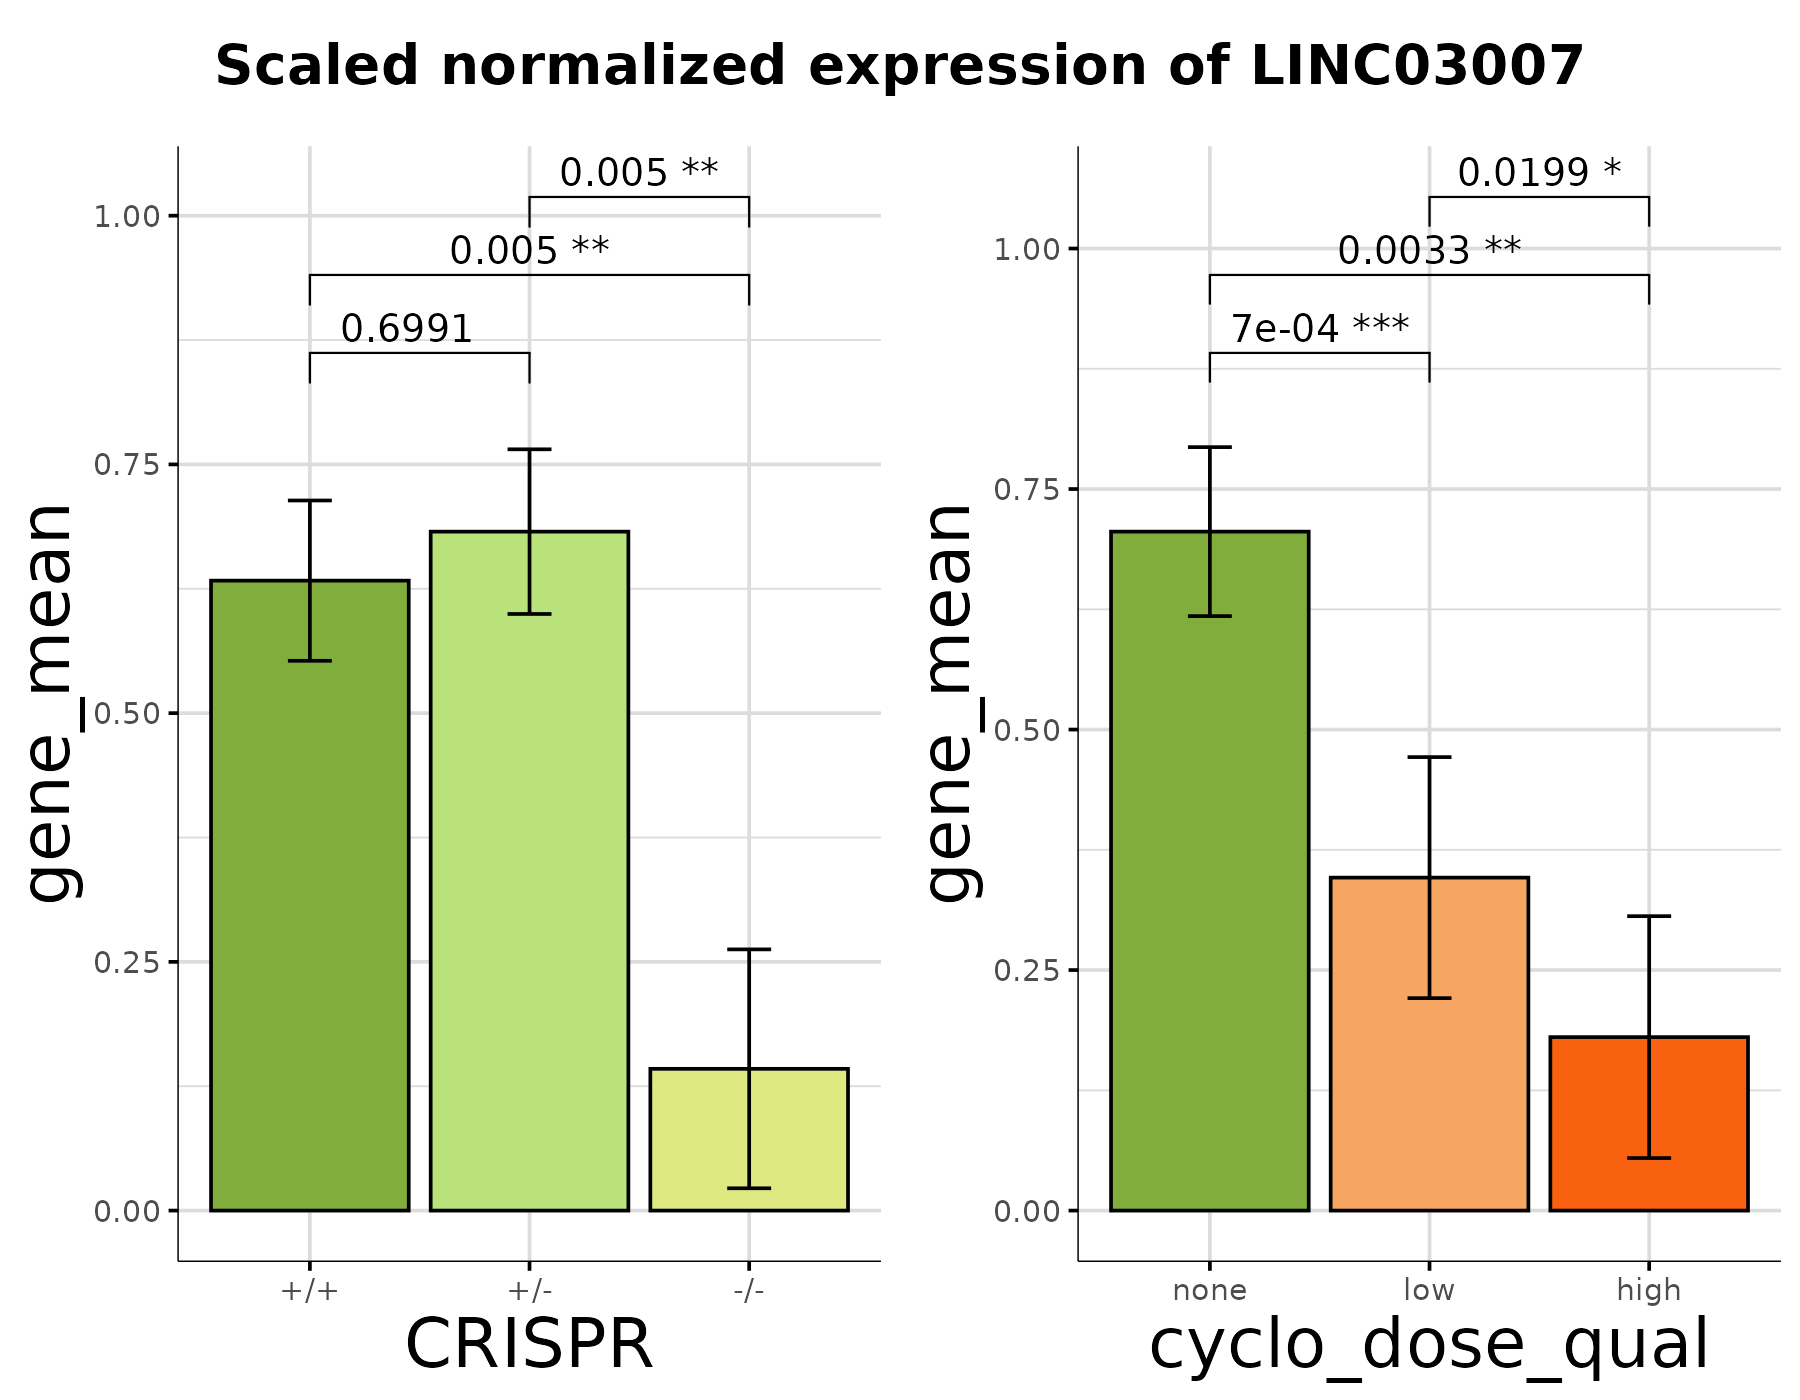 Scaled normalized expression of LINC03007
0.005 **
0.005 **
0.6991
1.00
0.75
0.50
0.25
0.00
gene_mean
+/+ +/- -/-
CRISPR
0.0199 *
0.0033 **
7e-04 ***
1.00
0.75
0.50
0.25
0.00
gene_mean
none low high
cyclo_dose_qual